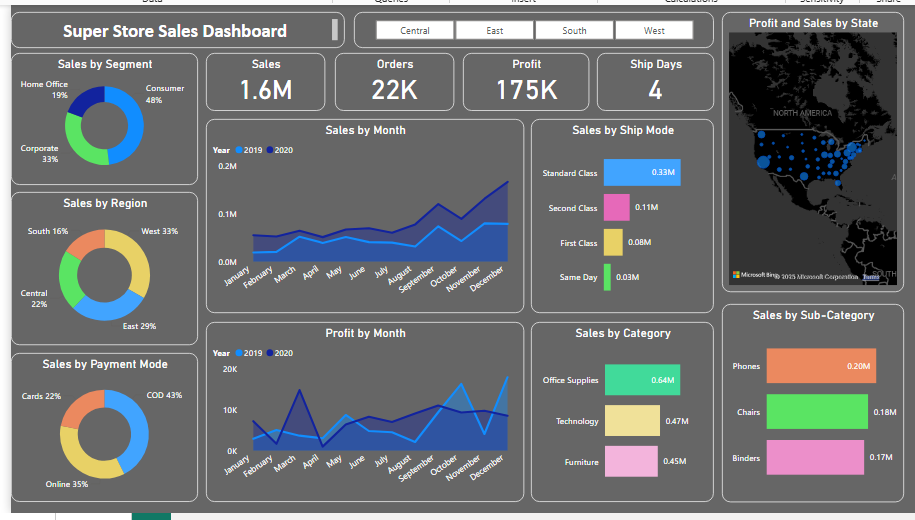 Data
Queries
Insert
Calculations
Sensitivity
Share
Super Store Sales Dashboard
Central
East
South
West
Sales by Segment
Home Office
19%
Consumer
48%
Corporate
33%
Sales
1.6M
Orders
22K
Profit
175K
Ship Days
4
Profit and Sales by State
NORTH AMERICA
SOUTH
Microsoft Bing
© 2025 Microsoft Corporation
Terms
Sales by Region
South 16%
West 33%
Central
22%
East 29%
Sales by Month
Year 2019 2020
0.2M
0.1M
0.0M
January
February
March
April
May
June
July
August
September
October
November
December
Sales by Ship Mode
Standard Class 0.33M
Second Class 0.11M
First Class 0.08M
Same Day 0.03M
Sales by Payment Mode
Cards 22%
COD 43%
Online 35%
Profit by Month
Year 2019 2020
20K
10K
0K
January
February
March
April
May
June
July
August
September
October
November
December
Sales by Category
Office Supplies 0.64M
Technology 0.47M
Furniture 0.45M
Sales by Sub-Category
Phones 0.20M
Chairs 0.18M
Binders 0.17M